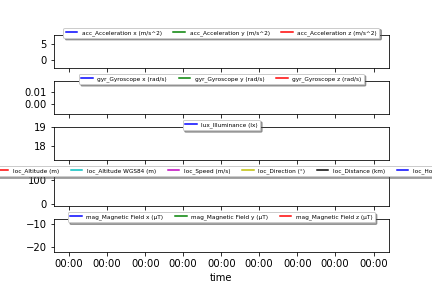 acc_Acceleration x (m/s^2) acc_Acceleration y (m/s^2) acc_Acceleration z (m/s^2)
5
0
gyr_Gyroscope x (rad/s) gyr_Gyroscope y (rad/s) gyr_Gyroscope z (rad/s)
0.01
0.00
lux_Illuminance (lx)
19
18
loc_Altitude (m) loc_Altitude WGS84 (m) loc_Speed (m/s) loc_Direction (°) loc_Distance (km) loc_Ho
100
0
mag_Magnetic Field x (µT) mag_Magnetic Field y (µT) mag_Magnetic Field z (µT)
−10
−20
00:00 00:00 00:00 00:00 00:00 00:00 00:00 00:00 00:00
time